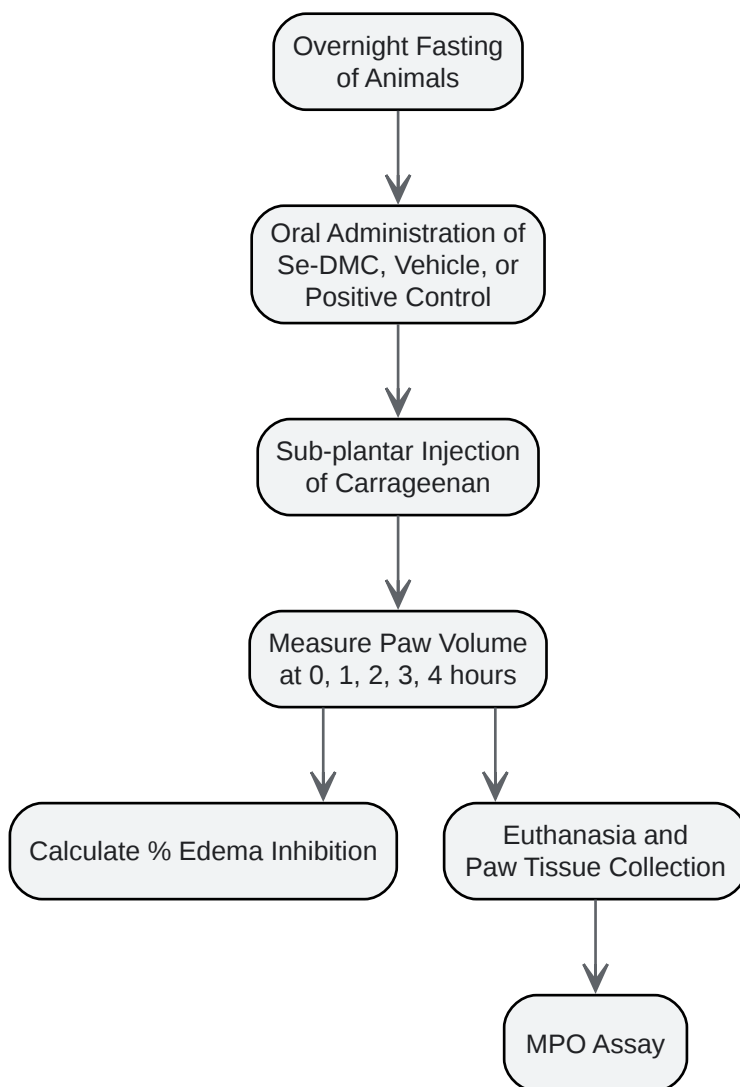 Overnight Fasting
of Animals
Oral Administration of
Se-DMC, Vehicle, or
Positive Control
Sub-plantar Injection
of Carrageenan
Measure Paw Volume
at 0, 1, 2, 3, 4 hours
Calculate % Edema Inhibition
Euthanasia and
Paw Tissue Collection
MPO Assay